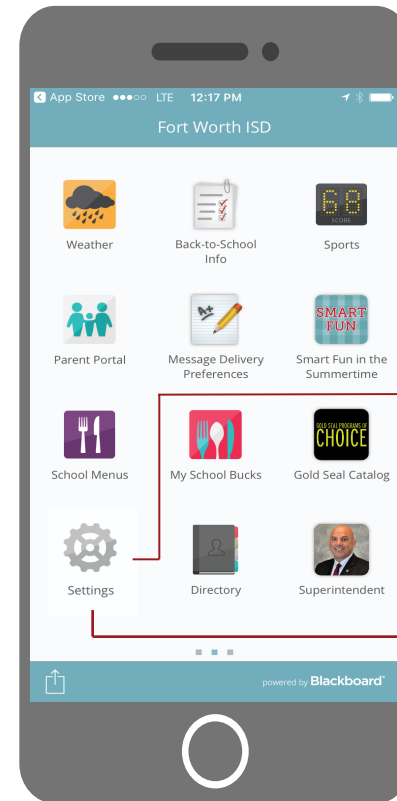 App Store LTE 12:17 PM
Fort Worth ISD
68
SCORE
Weather
Back-to-School
Info
Sports
A+
SMART
FUN
Parent Portal
Message Delivery
Preferences
Smart Fun in the
Summertime
GOLD SEAL PROGRAMS OF
CHOICE
School Menus
My School Bucks
Gold Seal Catalog
Settings
Directory
Superintendent
powered by Blackboard